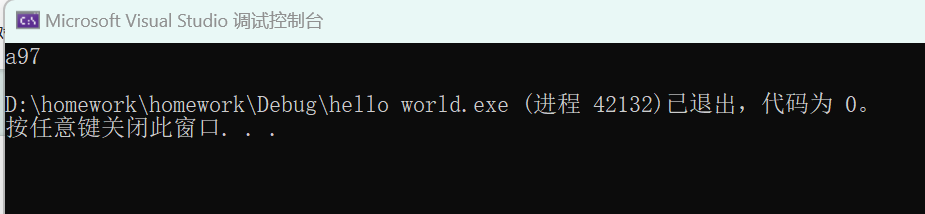 Microsoft Visual Studio 调试控制台
a97
D:\homework\homework\Debug\hello world.exe (进程 42132)已退出，代码为 0。
按任意键关闭此窗口. . .